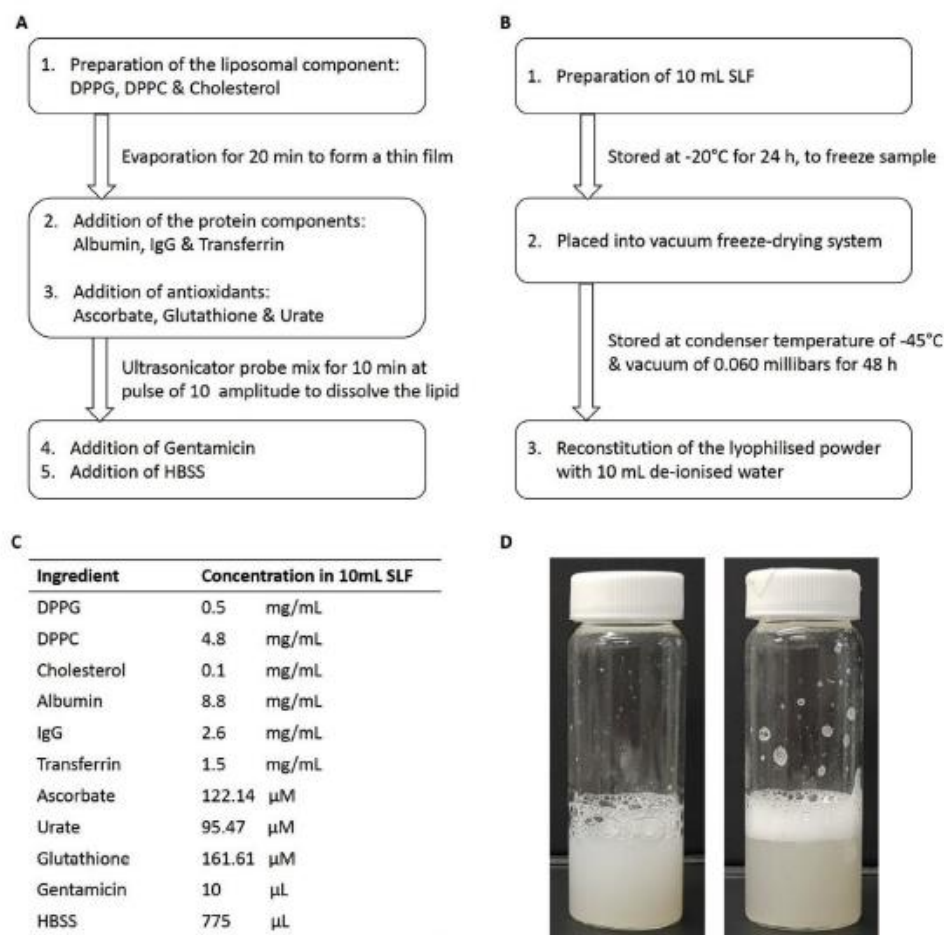 A
1. Preparation of the liposomal component:
DPPG, DPPC & Cholesterol
Evaporation for 20 min to form a thin film
2. Addition of the protein components:
Albumin, IgG & Transferrin
3. Addition of antioxidants:
Ascorbate, Glutathione & Urate
Ultrasonicator probe mix for 10 min at
pulse of 10 amplitude to dissolve the lipid
4. Addition of Gentamicin
5. Addition of HBSS
B
1. Preparation of 10 mL SLF
Stored at -20°C for 24 h, to freeze sample
2. Placed into vacuum freeze-drying system
Stored at condenser temperature of -45°C
& vacuum of 0.060 millibars for 48 h
3. Reconstitution of the lyophilised powder
with 10 mL de-ionised water
C
Ingredient Concentration in 10mL SLF
DPPG 0.5 mg/mL
DPPC 4.8 mg/mL
Cholesterol 0.1 mg/mL
Albumin 8.8 mg/mL
IgG 2.6 mg/mL
Transferrin 1.5 mg/mL
Ascorbate 122.14 µM
Urate 95.47 µM
Glutathione 161.61 µM
Gentamicin 10 µL
HBSS 775 µL
D